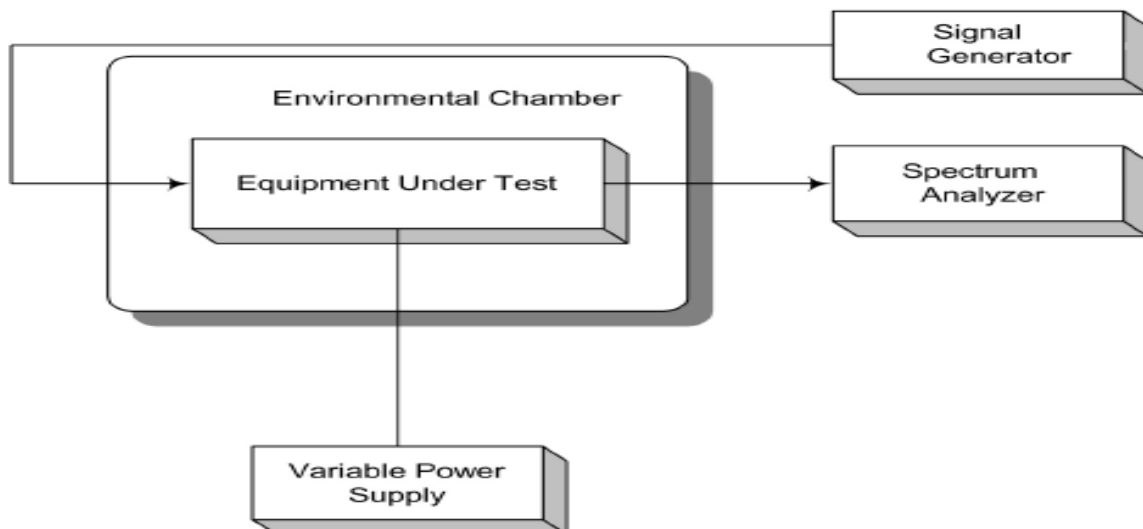 Signal
Generator
Environmental Chamber
Equipment Under Test
Spectrum
Analyzer
Variable Power
Supply